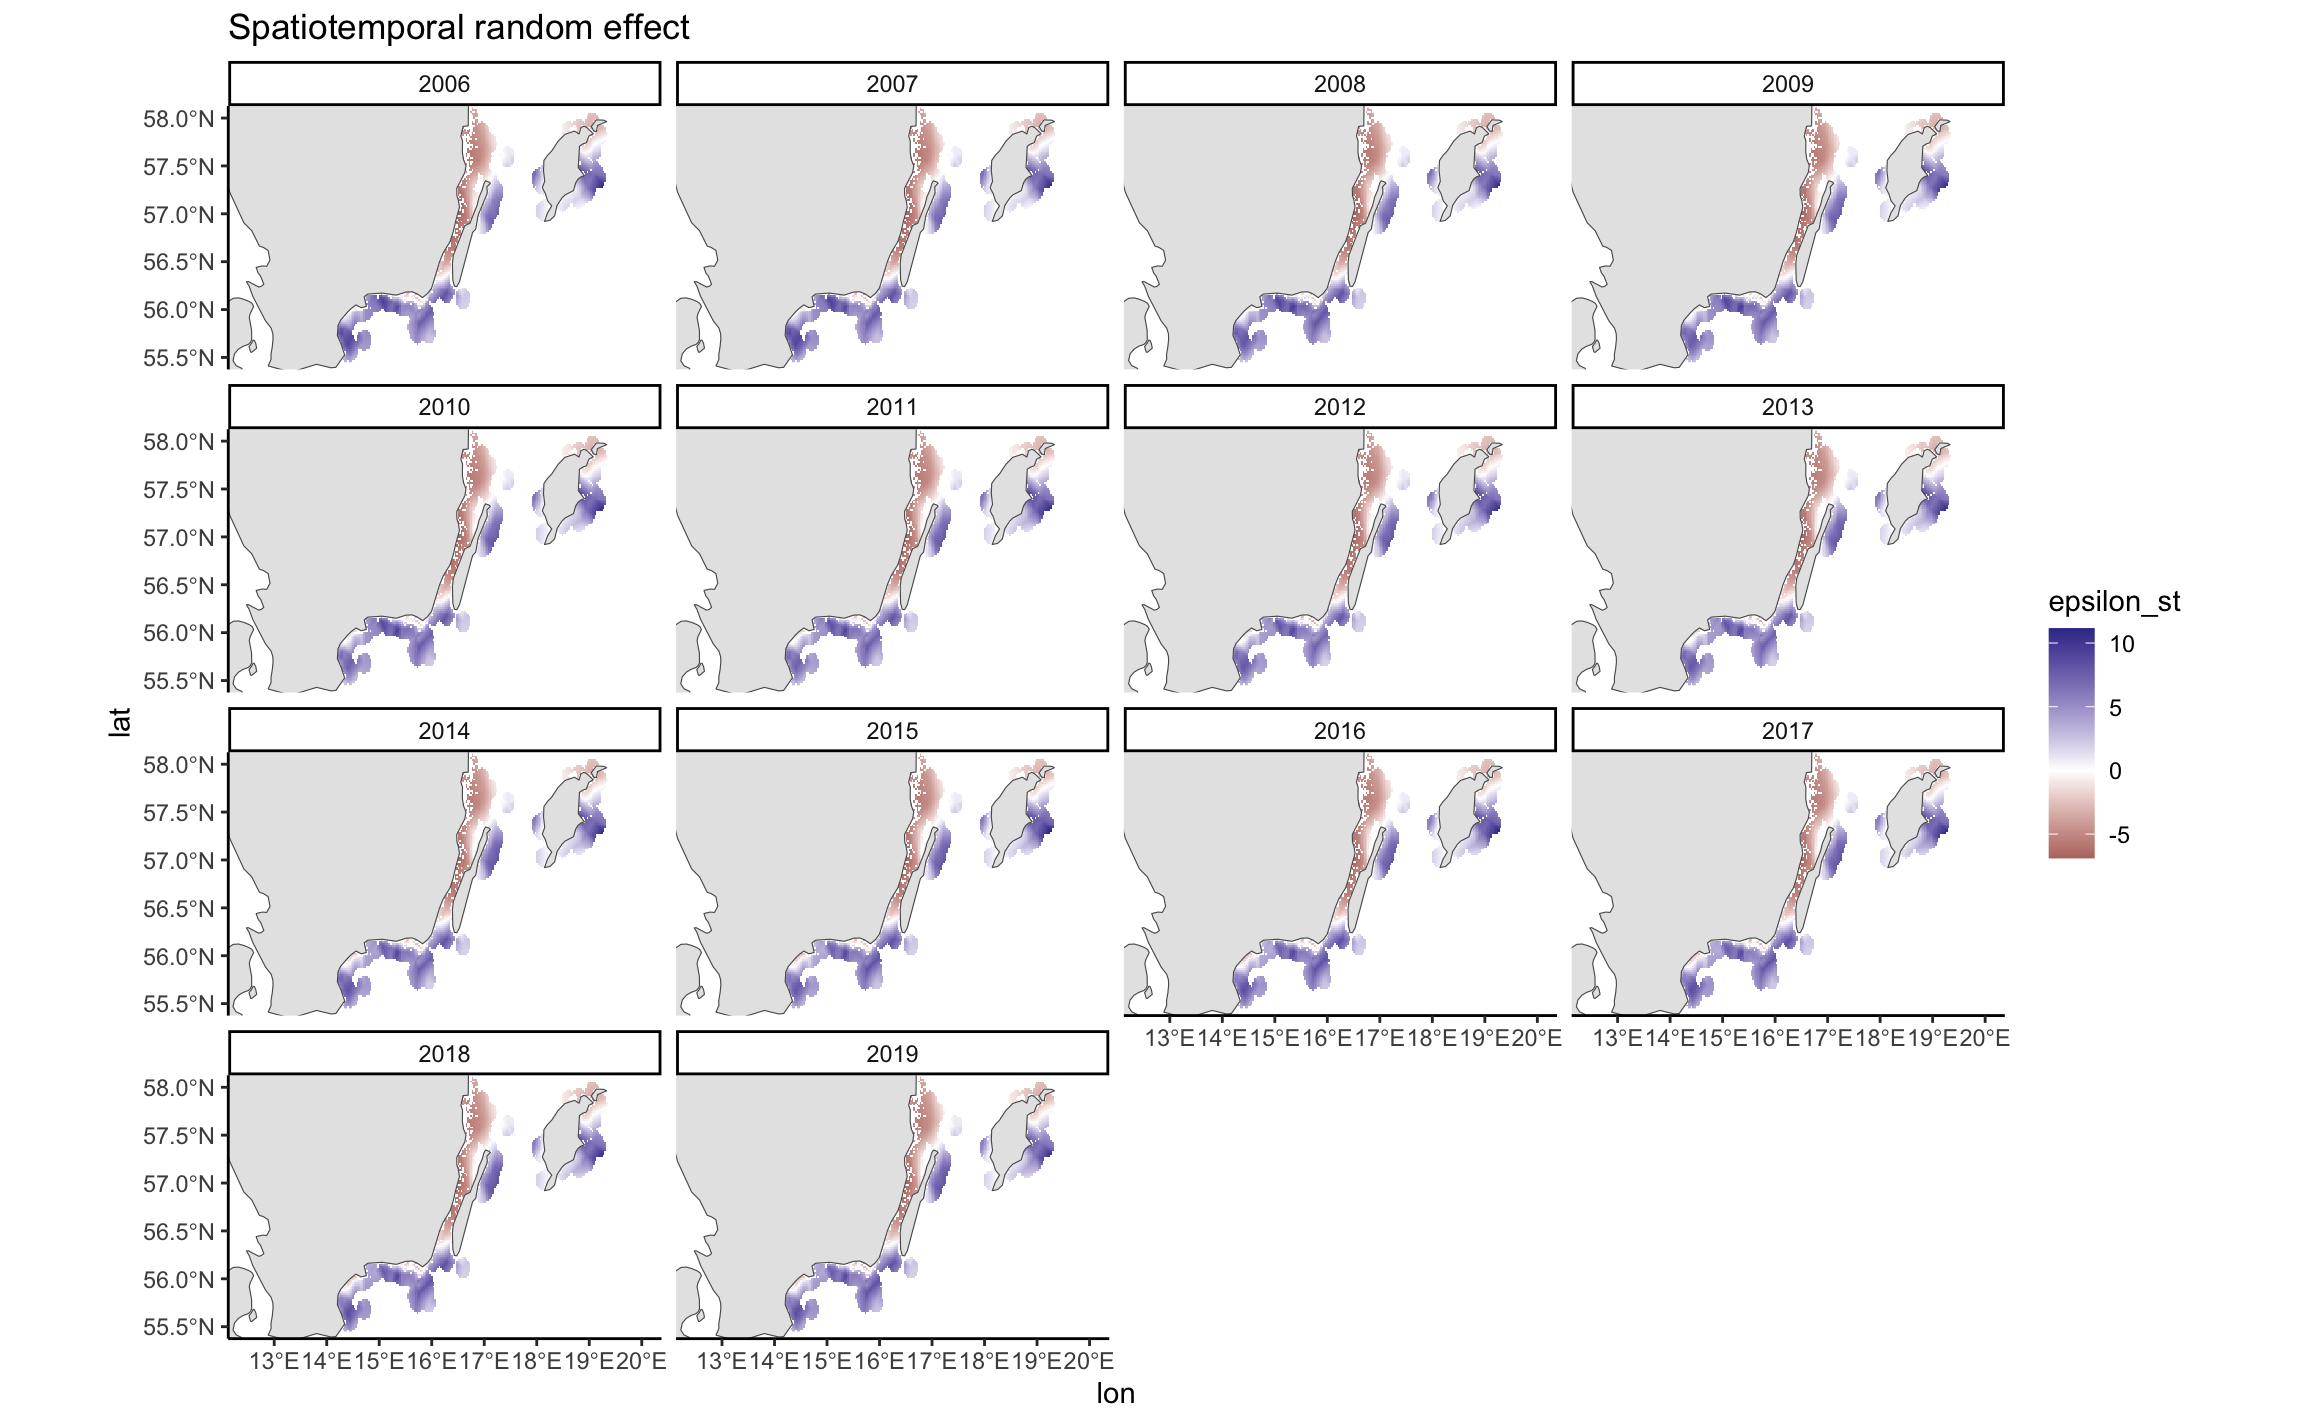 Spatiotemporal random effect
2006 2007 2008 2009
58.0°N
57.5°N
57.0°N
56.5°N
56.0°N
55.5°N
2010 2011 2012 2013
58.0°N
57.5°N
57.0°N
56.5°N
56.0°N
55.5°N
epsilon_st
10
5
0
-5
lat
2014 2015 2016 2017
58.0°N
57.5°N
57.0°N
56.5°N
56.0°N
55.5°N
13°E14°E15°E16°E17°E18°E19°E20°E 13°E14°E15°E16°E17°E18°E19°E20°E
2018 2019
58.0°N
57.5°N
57.0°N
56.5°N
56.0°N
55.5°N
13°E14°E15°E16°E17°E18°E19°E20°E 13°E14°E15°E16°E17°E18°E19°E20°E
lon